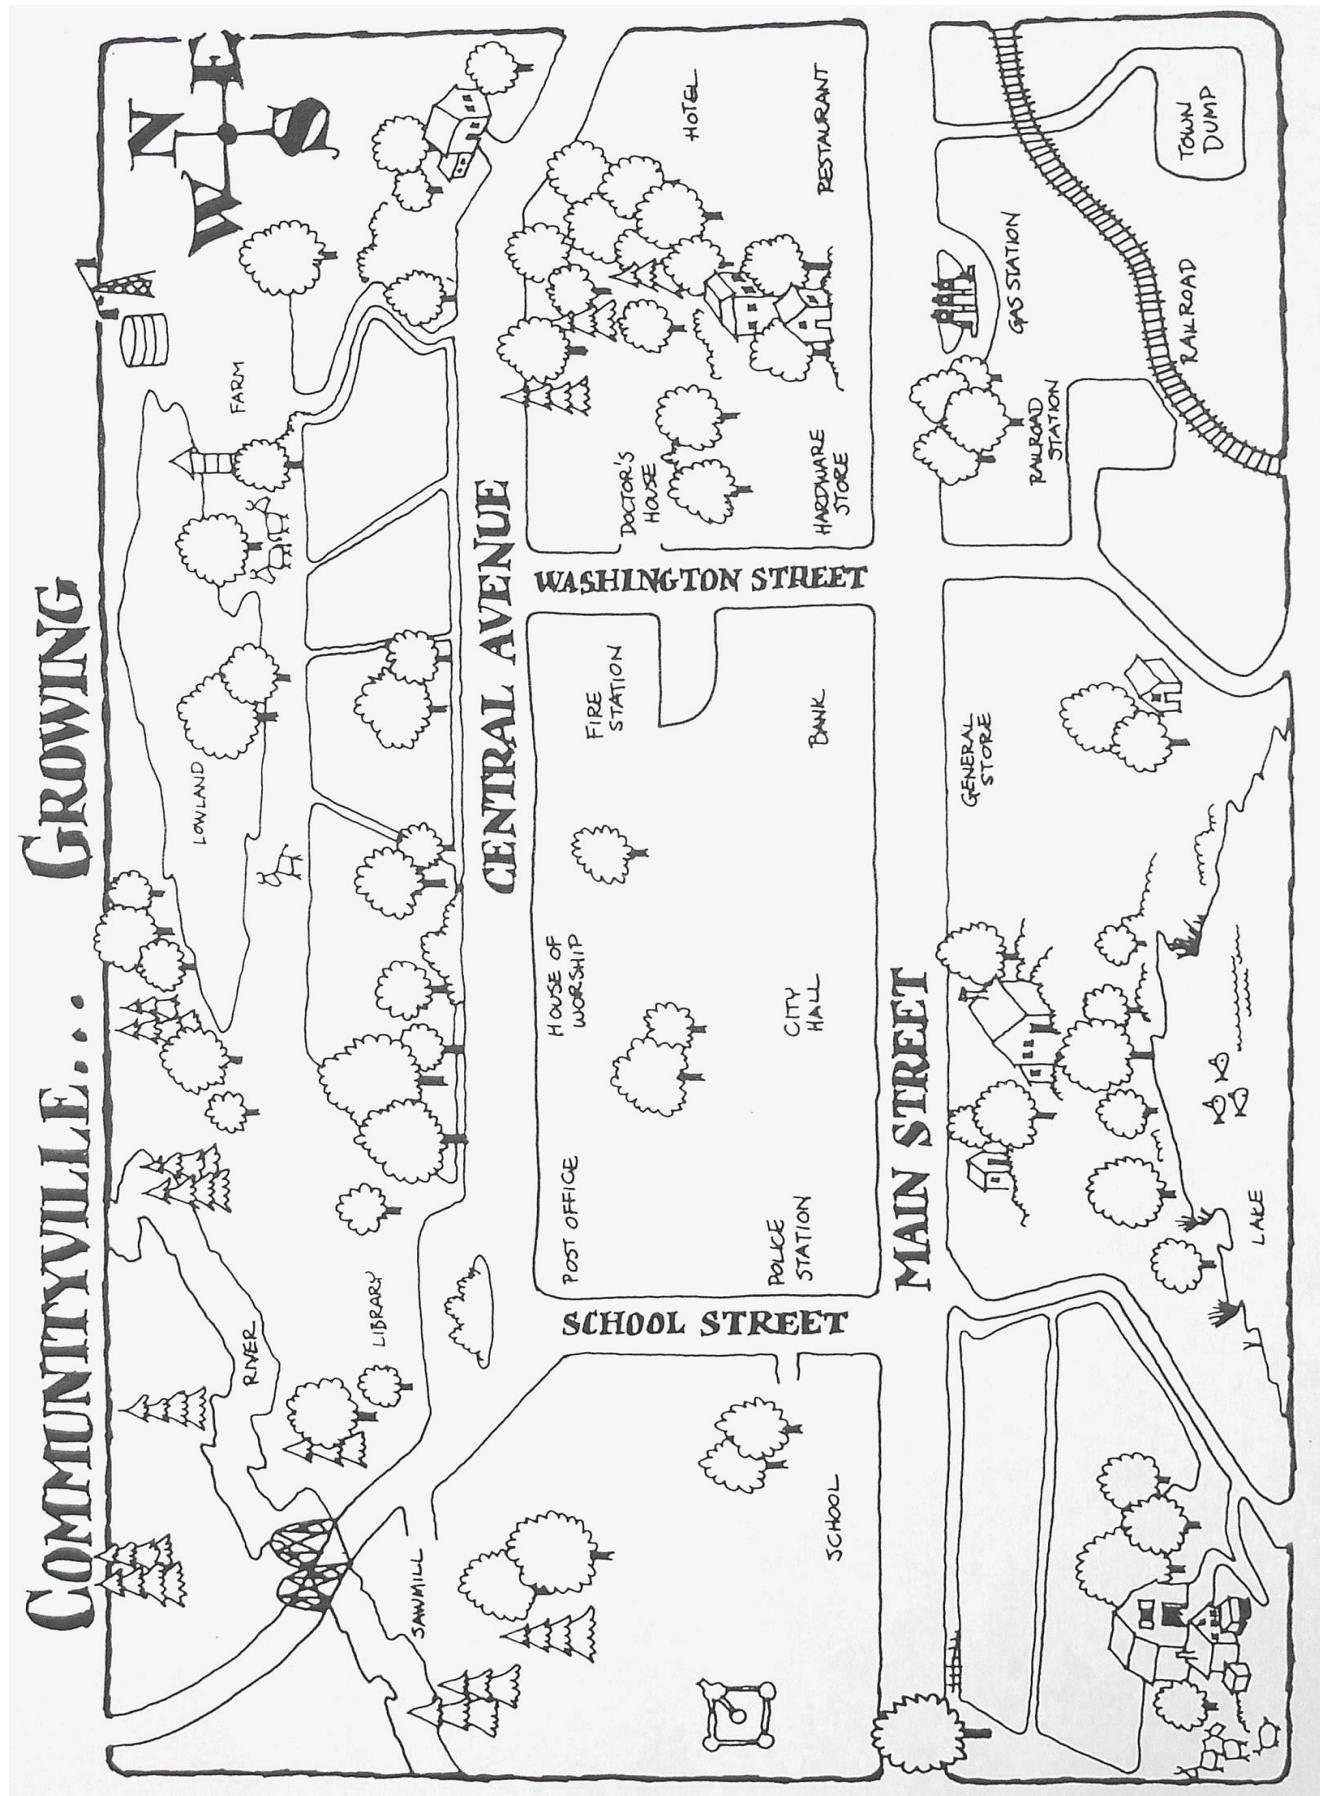 COMMUNITYVILLE... GROWING
N
W E
S
RIVER
LOWLAND
FARM
LIBRARY
SAWMILL
CENTRAL AVENUE
POST OFFICE
HOUSE OF
WORSHIP
FIRE
STATION
DOCTOR'S
HOUSE
HOTEL
SCHOOL STREET
WASHINGTON STREET
SCHOOL
POLICE
STATION
CITY
HALL
BANK
HARDWARE
STORE
RESTAURANT
MAIN STREET
GENERAL
STORE
RAILROAD
STATION
GAS STATION
RAILROAD
TOWN
DUMP
LAKE